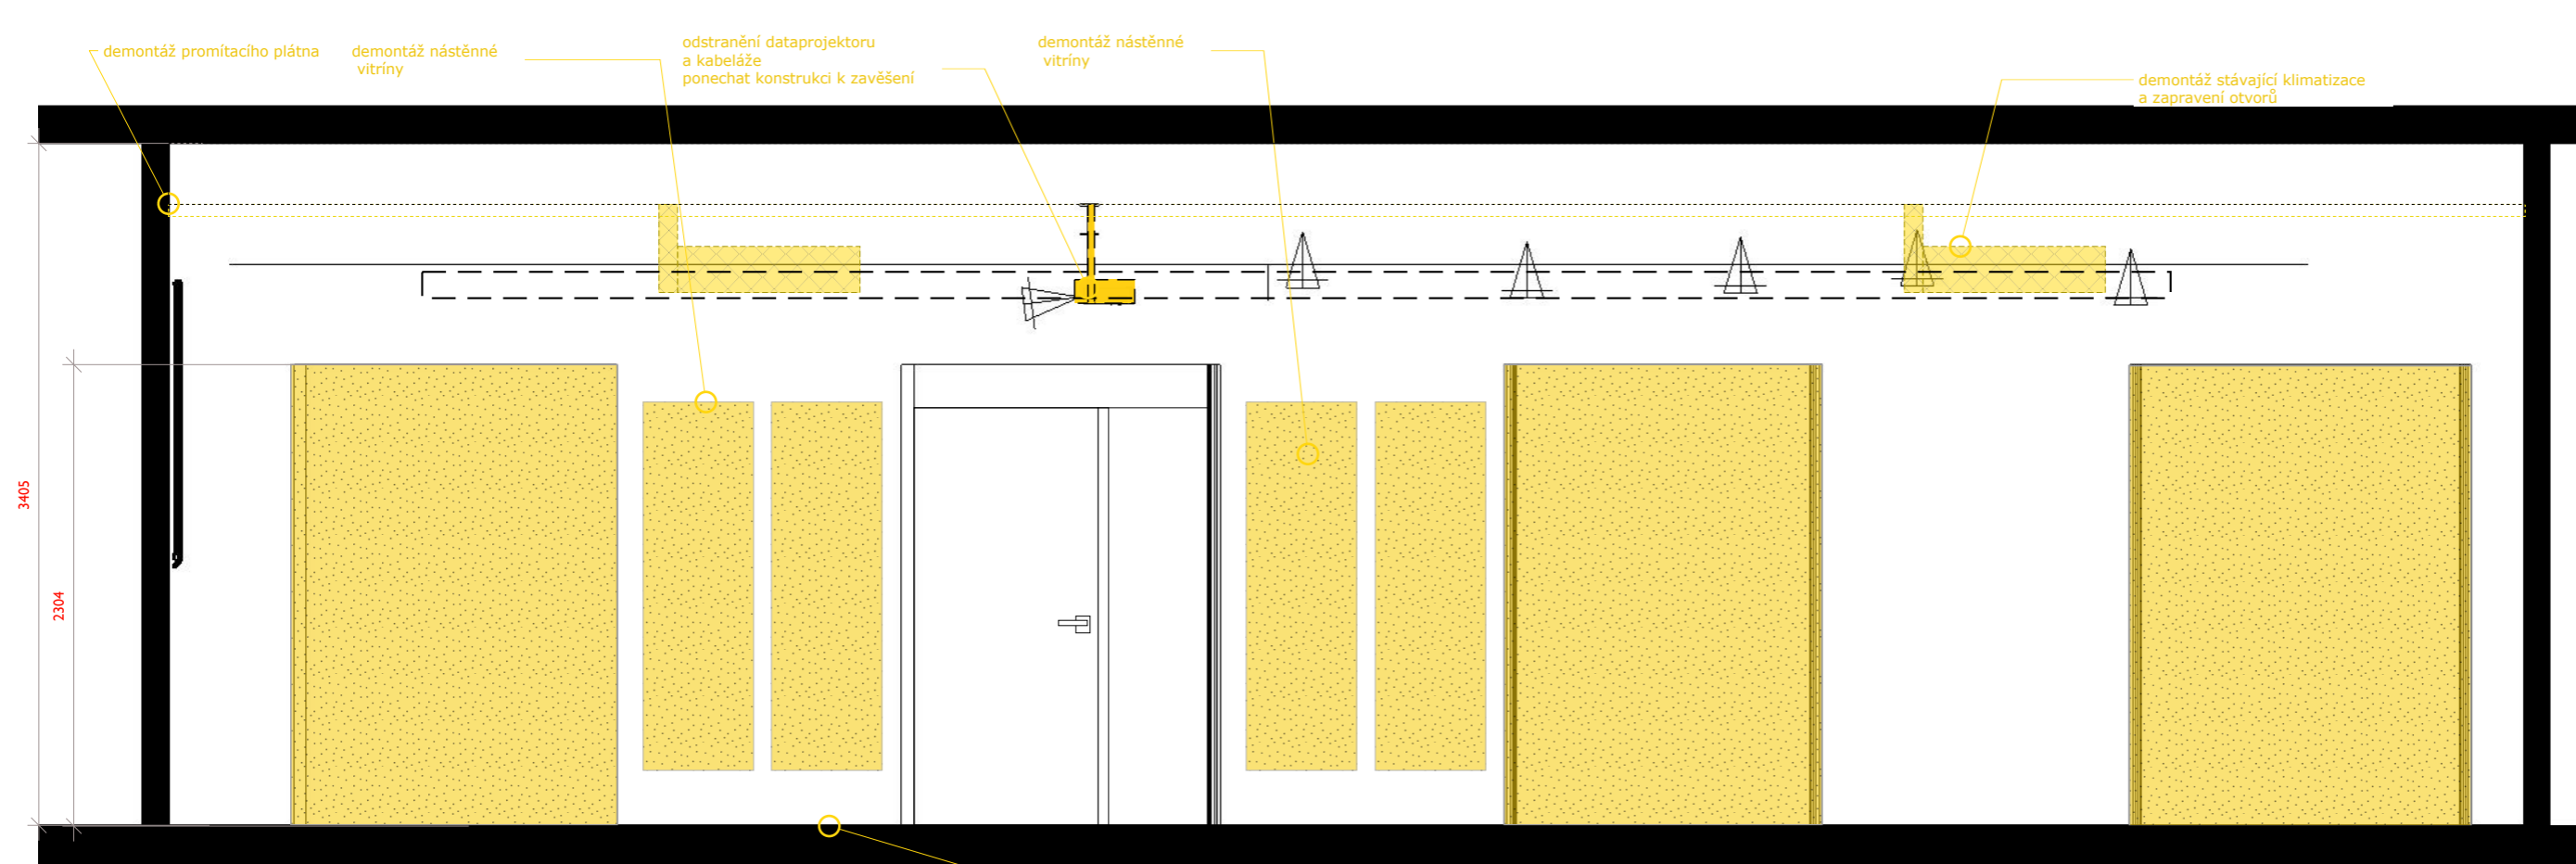 demontáž promítacího plátna
demontáž nástěnné
vitríny
odstranění dataprojektoru
a kabeláže
ponechat konstrukci k zavěšení
demontáž nástěnné
vitríny
demontáž stávající klimatizace
a zapravení otvorů
3405
2304